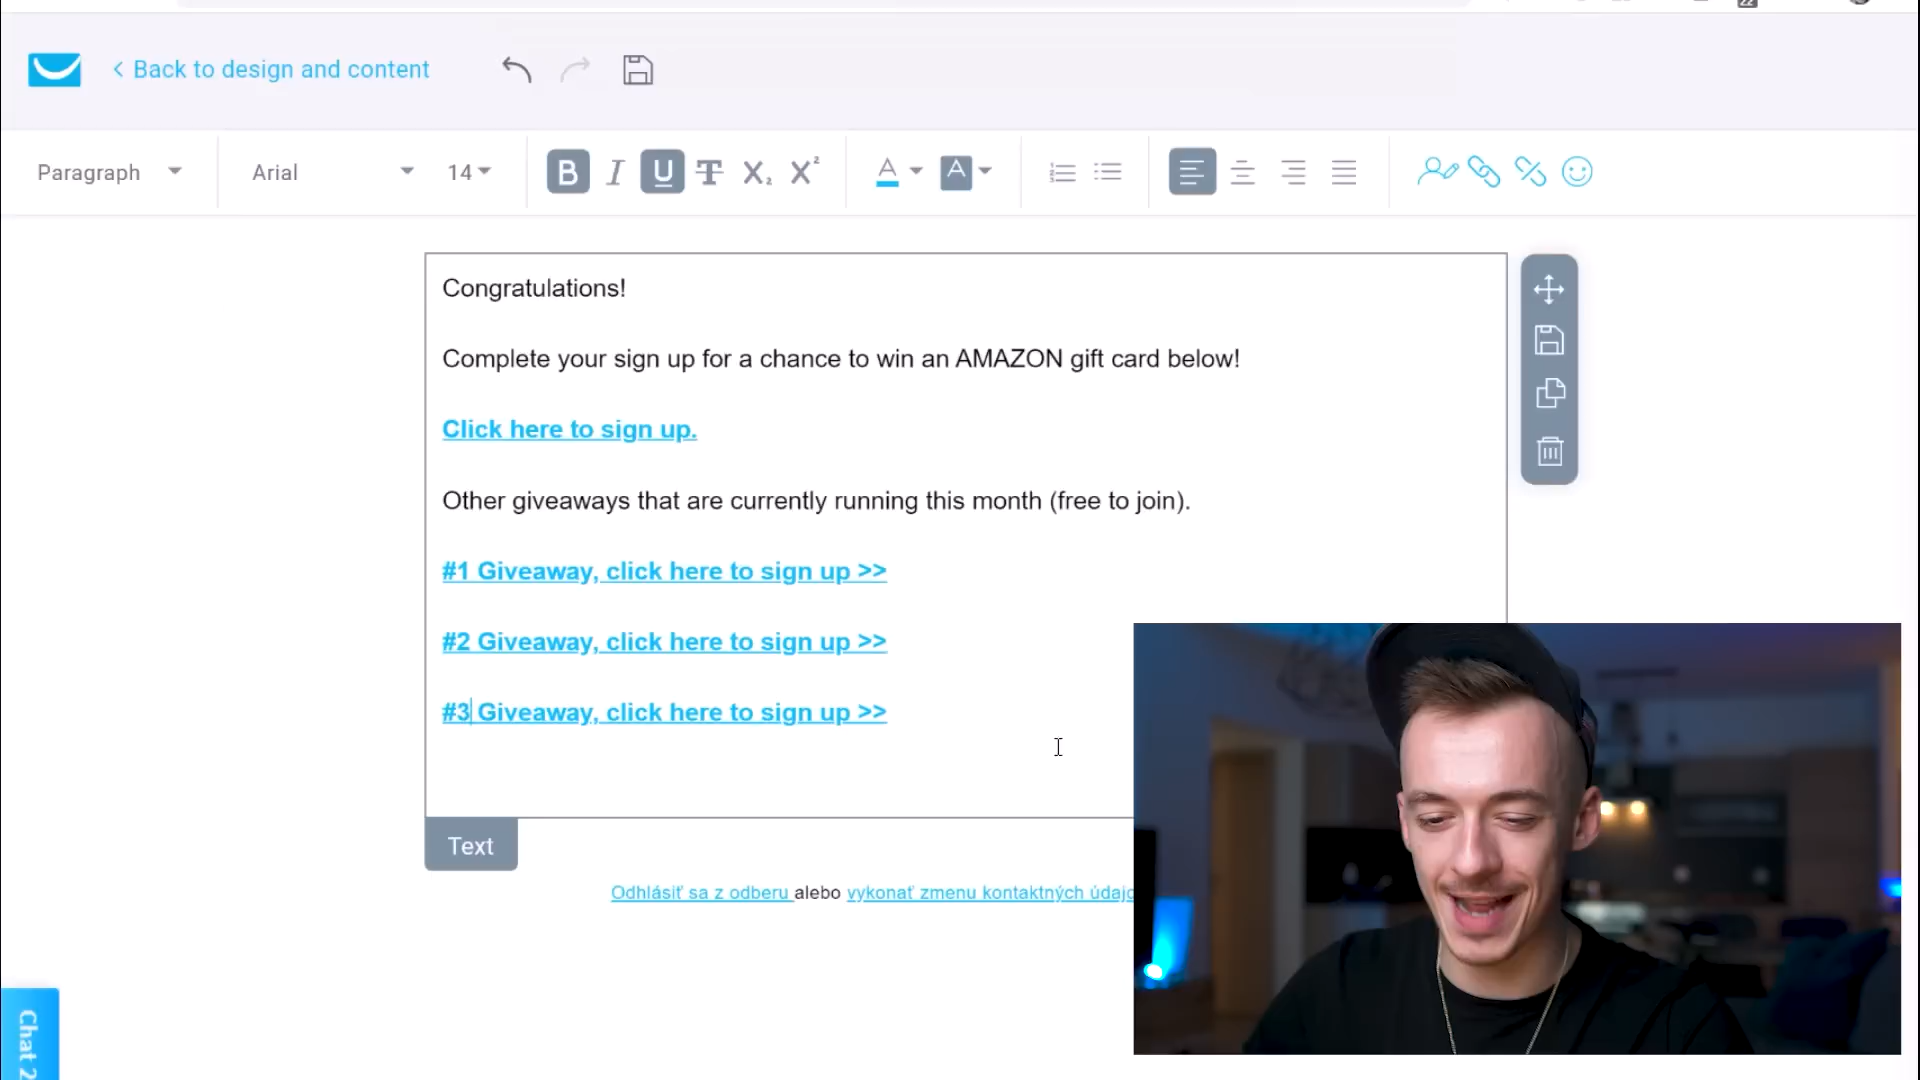 Back to design and content
Paragraph
Arial
14
B I U T X₂ X²
A A
Congratulations!
Complete your sign up for a chance to win an AMAZON gift card below!
Click here to sign up.
Other giveaways that are currently running this month (free to join).
#1 Giveaway, click here to sign up >>
#2 Giveaway, click here to sign up >>
#3 Giveaway, click here to sign up >>
Text
Odhlásiť sa z odberu alebo vykonať zmenu kontaktných
Chat 2